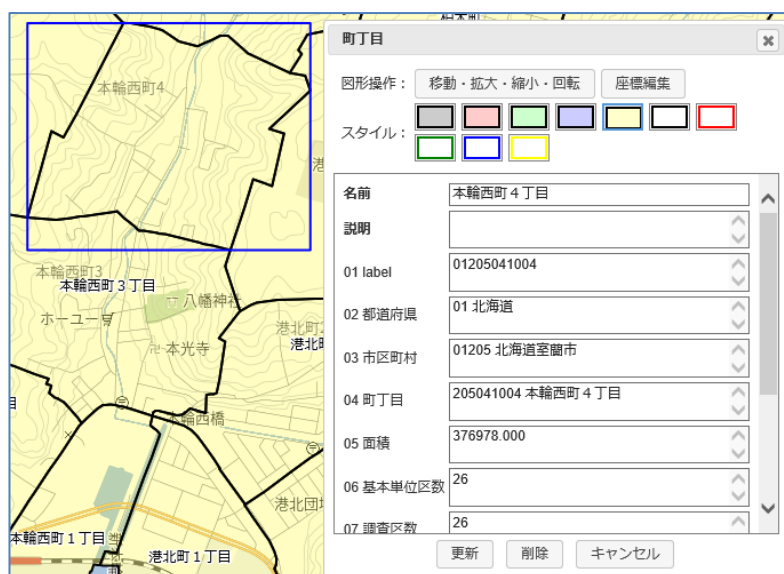 町丁目
図形操作： 移動・拡大・縮小・回転 座標編集
スタイル：
名前 本輪西町４丁目
説明
01 label 01205041004
02 都道府県 01 北海道
03 市区町村 01205 北海道室蘭市
04 町丁目 205041004 本輪西町４丁目
05 面積 376978.000
06 基本単位区数 26
07 調査区数 26
更新 削除 キャンセル
本輪西町4
本輪西町3
本輪西町３丁目
八幡神社
ホーユー
港北町2
港北町
本光寺
本輪西橋
港北団地
本輪西町１丁目
港北町１丁目